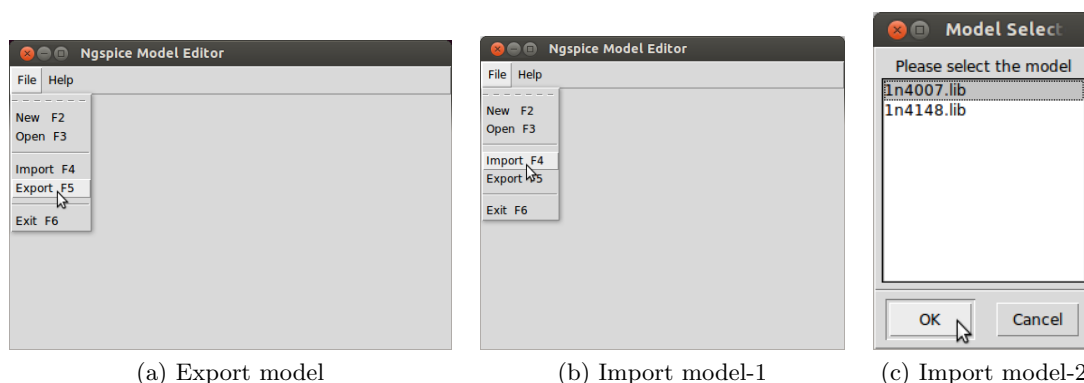 Ngspice Model Editor
File Help
New F2
Open F3
Import F4
Export F5
Exit F6
(a) Export model
Ngspice Model Editor
File Help
New F2
Open F3
Import F4
Export F5
Exit F6
(b) Import model-1
Model Select
Please select the model
1n4007.lib
1n4148.lib
OK Cancel
(c) Import model-2